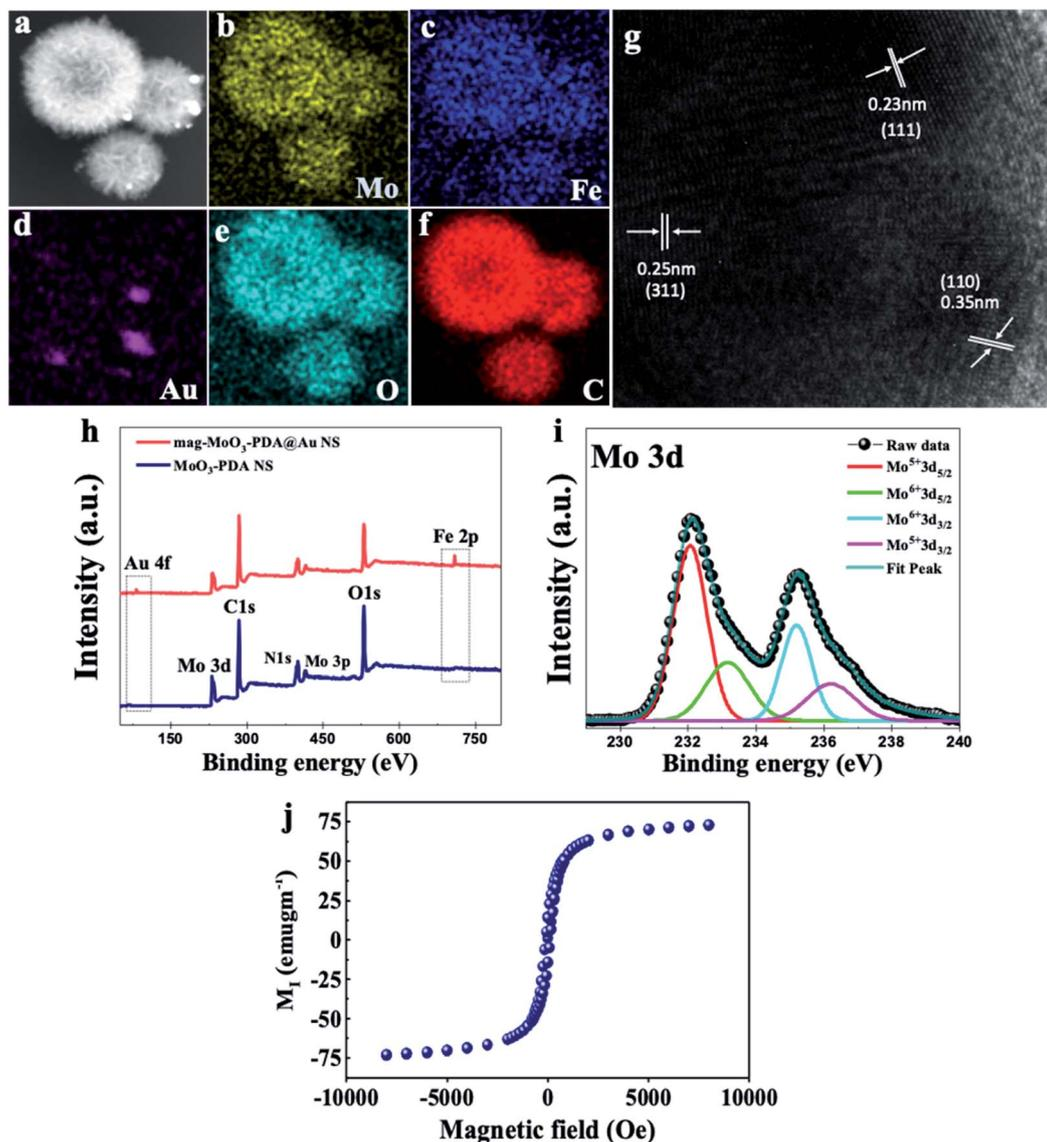 a
b
Mo
c
Fe
d
Au
e
O
f
C
g
0.23nm
(111)
0.25nm
(311)
(110)
0.35nm
h
mag-MoO₃-PDA@Au NS
MoO₃-PDA NS
Au 4f
Fe 2p
C1s
O1s
Mo 3d
N1s
Mo 3p
Intensity (a.u.)
150 300 450 600 750
Binding energy (eV)
i
Mo 3d
Raw data
Mo⁵⁺3d₅/₂
Mo⁶⁺3d₅/₂
Mo⁶⁺3d₃/₂
Mo⁵⁺3d₃/₂
Fit Peak
Intensity (a.u.)
230 232 234 236 238 240
Binding energy (eV)
j
75
50
25
0
-25
-50
-75
M_I (emugm⁻¹)
-10000 -5000 0 5000 10000
Magnetic field (Oe)